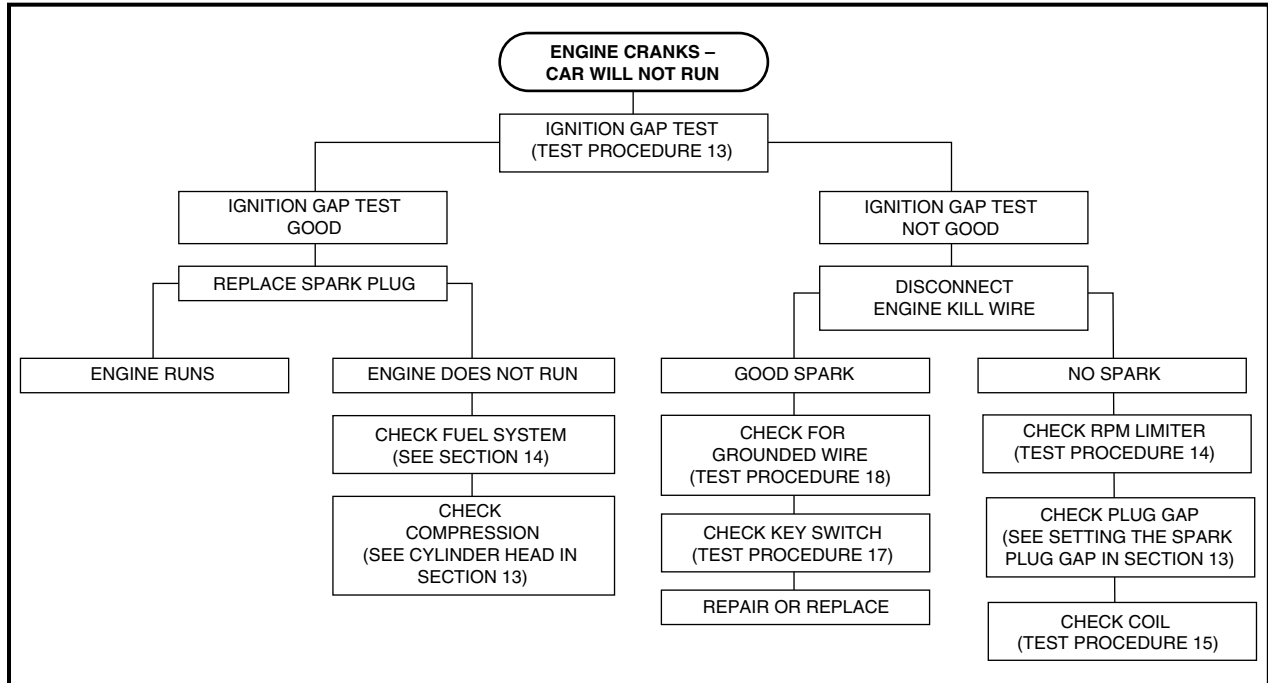 ENGINE CRANKS –
CAR WILL NOT RUN
IGNITION GAP TEST
(TEST PROCEDURE 13)
IGNITION GAP TEST
GOOD
IGNITION GAP TEST
NOT GOOD
REPLACE SPARK PLUG
DISCONNECT
ENGINE KILL WIRE
ENGINE RUNS
ENGINE DOES NOT RUN
GOOD SPARK
NO SPARK
CHECK FUEL SYSTEM
(SEE SECTION 14)
CHECK FOR
GROUNDED WIRE
(TEST PROCEDURE 18)
CHECK RPM LIMITER
(TEST PROCEDURE 14)
CHECK
COMPRESSION
(SEE CYLINDER HEAD IN
SECTION 13)
CHECK KEY SWITCH
(TEST PROCEDURE 17)
CHECK PLUG GAP
(SEE SETTING THE SPARK
PLUG GAP IN SECTION 13)
REPAIR OR REPLACE
CHECK COIL
(TEST PROCEDURE 15)